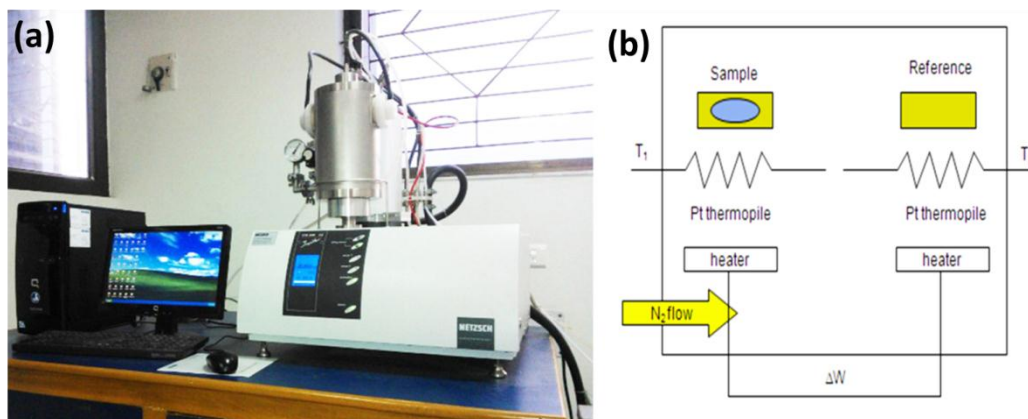 (a)
NETZSCH
(b)
Sample
Reference
T₁
T
Pt thermopile
Pt thermopile
heater
heater
N₂ flow
ΔW